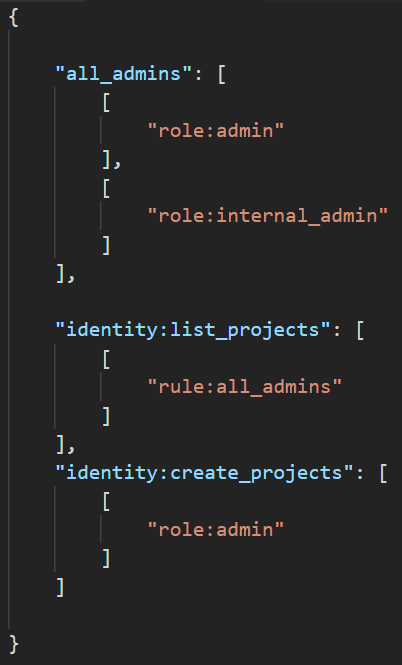 {
"all_admins": [
[
"role:admin"
],
[
"role:internal_admin"
]
],
"identity:list_projects": [
[
"rule:all_admins"
]
],
"identity:create_projects": [
[
"role:admin"
]
]
}